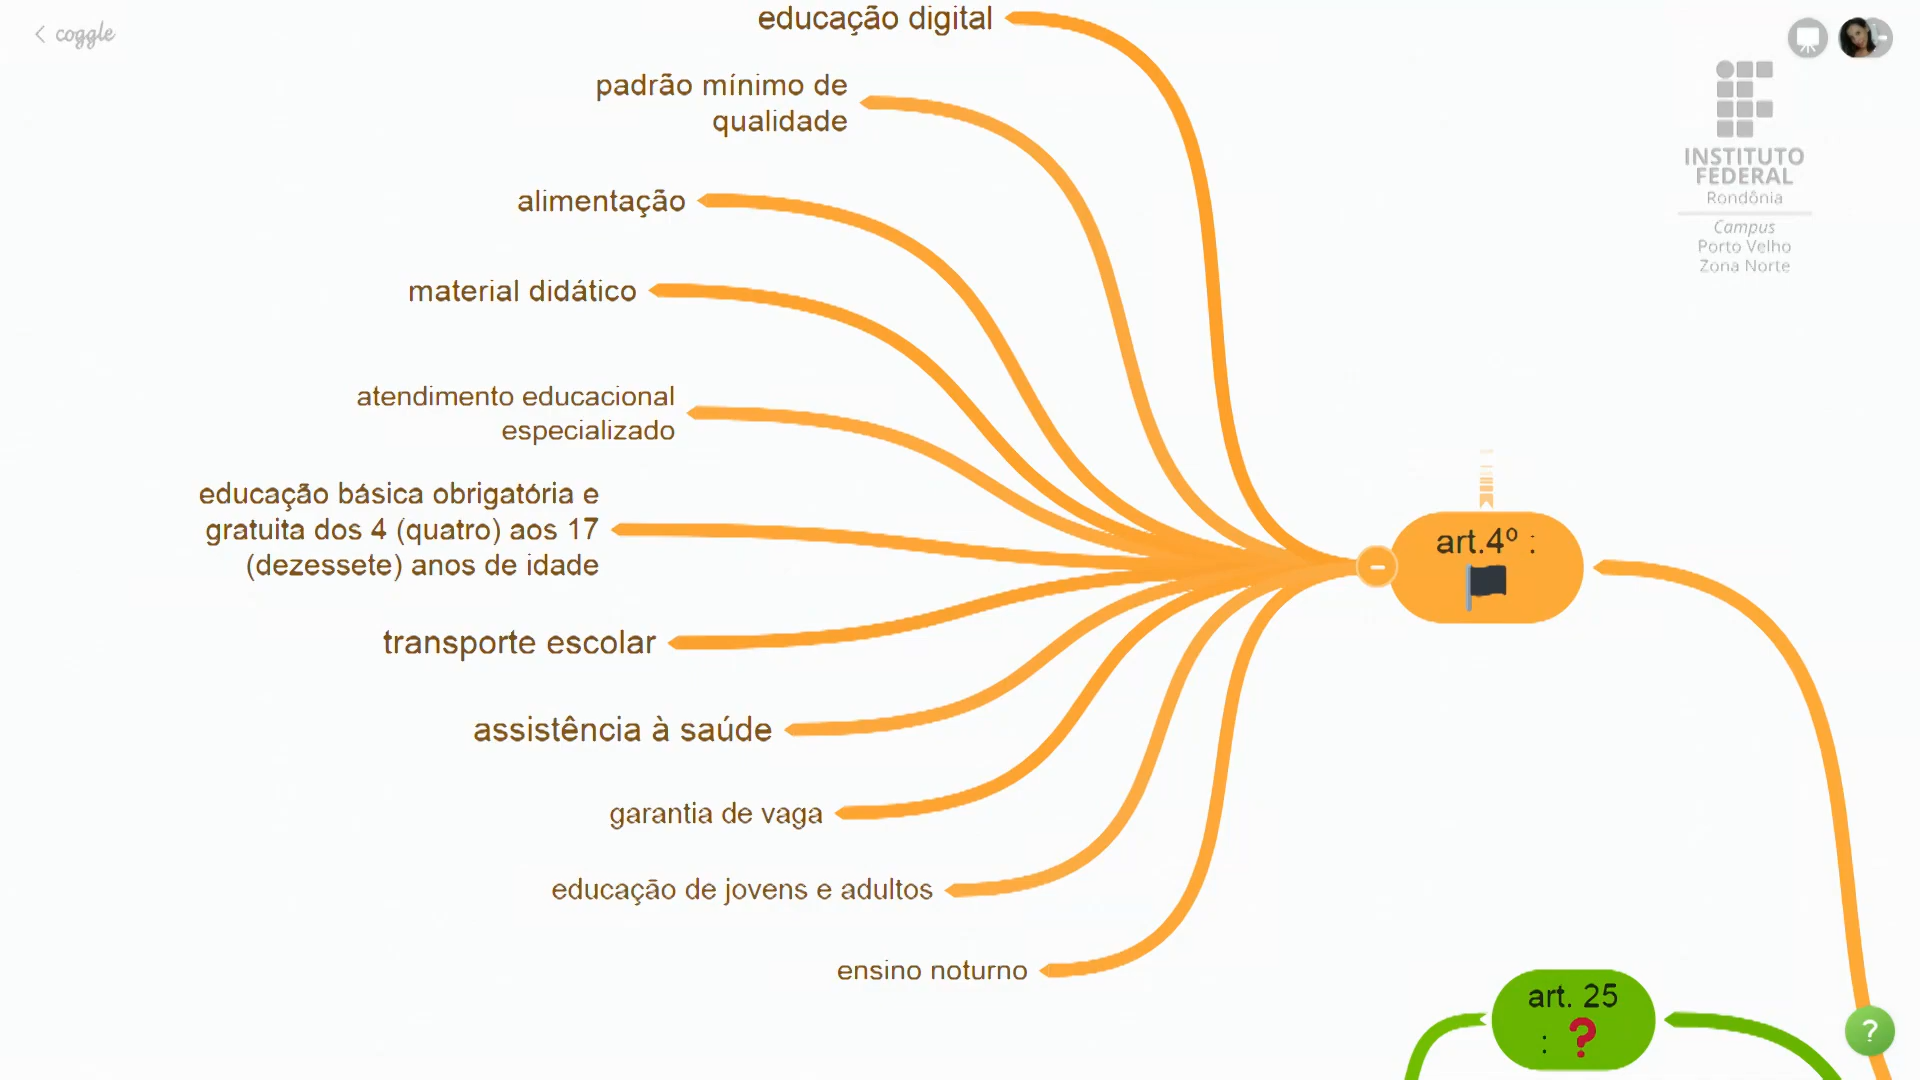 coggle
educação digital
padrão mínimo de
qualidade
alimentação
material didático
atendimento educacional
especializado
educação básica obrigatória e
gratuita dos 4 (quatro) aos 17
(dezessete) anos de idade
transporte escolar
assistência à saúde
garantia de vaga
educação de jovens e adultos
ensino noturno
art.4º :
art. 25
: ?
?
INSTITUTO
FEDERAL
Rondônia
Campus
Porto Velho
Zona Norte